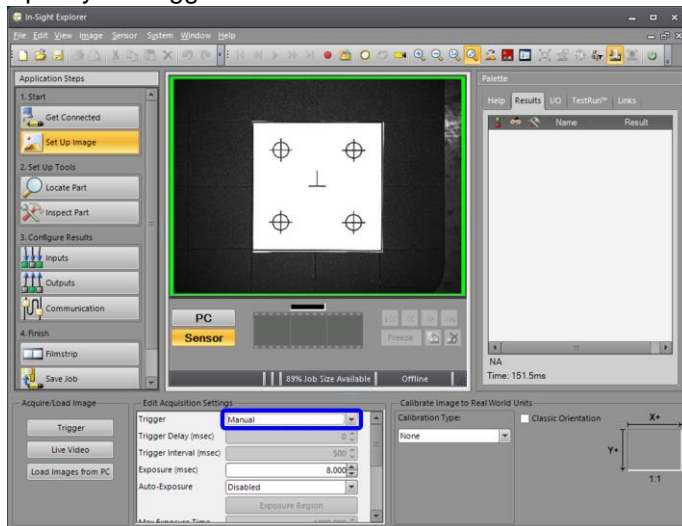 In-Sight Explorer
File Edit View Image Sensor System Window Help
Application Steps
1. Start
Get Connected
Set Up Image
2. Set Up Tools
Locate Part
Inspect Part
3. Configure Results
Inputs
Outputs
Communication
4. Finish
Filmstrip
Save Job
PC
Sensor
Freeze
89% Job Size Available
Offline
Palette
Help Results I/O TestRun™ Links
Name Result
NA
Time: 151.5ms
Acquire/Load Image
Trigger
Live Video
Load Images from PC
Edit Acquisition Settings
Trigger Manual
Trigger Delay (msec) 0
Trigger Interval (msec) 500
Exposure (msec) 8.000
Auto-Exposure Disabled
Exposure Region
Calibrate Image to Real World Units
Calibration Type:
None
Classic Orientation
X+
Y+
1:1